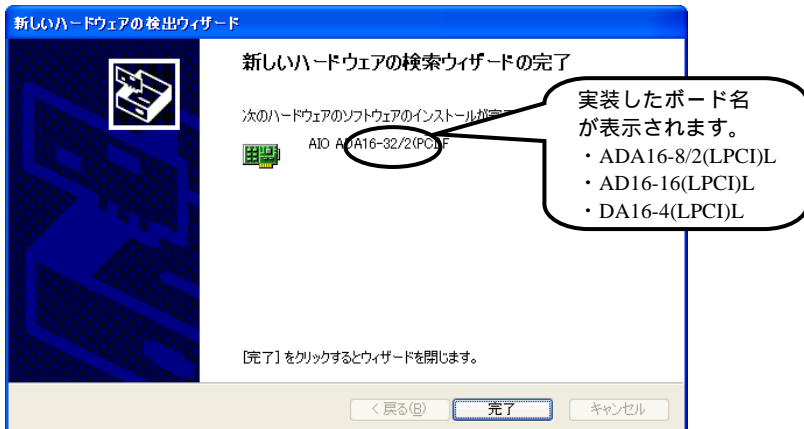 新しいハードウェアの検出ウィザード
新しいハードウェアの検索ウィザードの完了
次のハードウェアのソフトウェアのインストールが完了
AIO ADA16-32/2(PCI)F
実装したボード名
が表示されます。
・ADA16-8/2(LPCI)L
・AD16-16(LPCI)L
・DA16-4(LPCI)L
[完了] をクリックするとウィザードを閉じます。
< 戻る(B)
完了
キャンセル